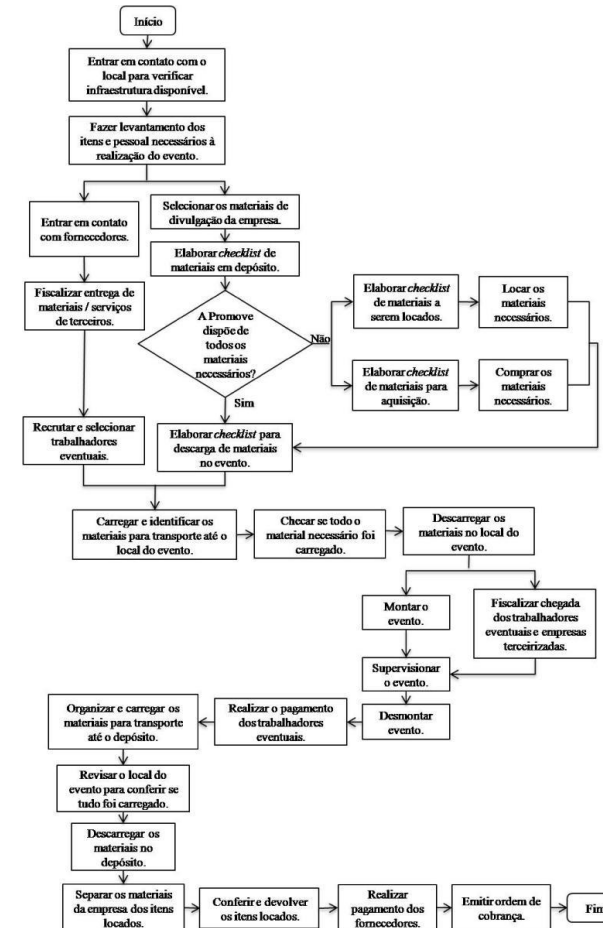 Início
Entrar em contato com o
local para verificar
infraestrutura disponível.
Fazer levantamento dos
itens e pessoal necessários à
realização do evento.
Entrar em contato
com fornecedores.
Selecionar os materiais de
divulgação da empresa.
Elaborar checklist de
materiais em depósito.
Fiscalizar entrega de
materiais / serviços
de terceiros.
A Promove
dispõe de
todos os
materiais
necessários?
Não
Elaborar checklist
de materiais a
serem locados.
Locar os
materiais
necessários.
Elaborar checklist
de materiais para
aquisição.
Comprar os
materiais
necessários.
Sim
Recrutar e selecionar
trabalhadores
eventuais.
Elaborar checklist para
descarga de materiais
no evento.
Carregar e identificar os
materiais para transporte até o
local do evento.
Checar se todo o
material necessário foi
carregado.
Descarregar os
materiais no local do
evento.
Montar o
evento.
Fiscalizar chegada
dos trabalhadores
eventuais e empresas
terceirizadas.
Supervisionar
o evento.
Desmontar
evento.
Realizar o pagamento
dos trabalhadores
eventuais.
Organizar e carregar os
materiais para transporte
até o depósito.
Revisar o local do
evento para conferir se
tudo foi carregado.
Descarregar os
materiais no
depósito.
Separar os materiais
da empresa dos itens
locados.
Conferir e devolver
os itens locados.
Realizar
pagamento dos
fornecedores.
Emitir ordem de
cobrança.
Fim